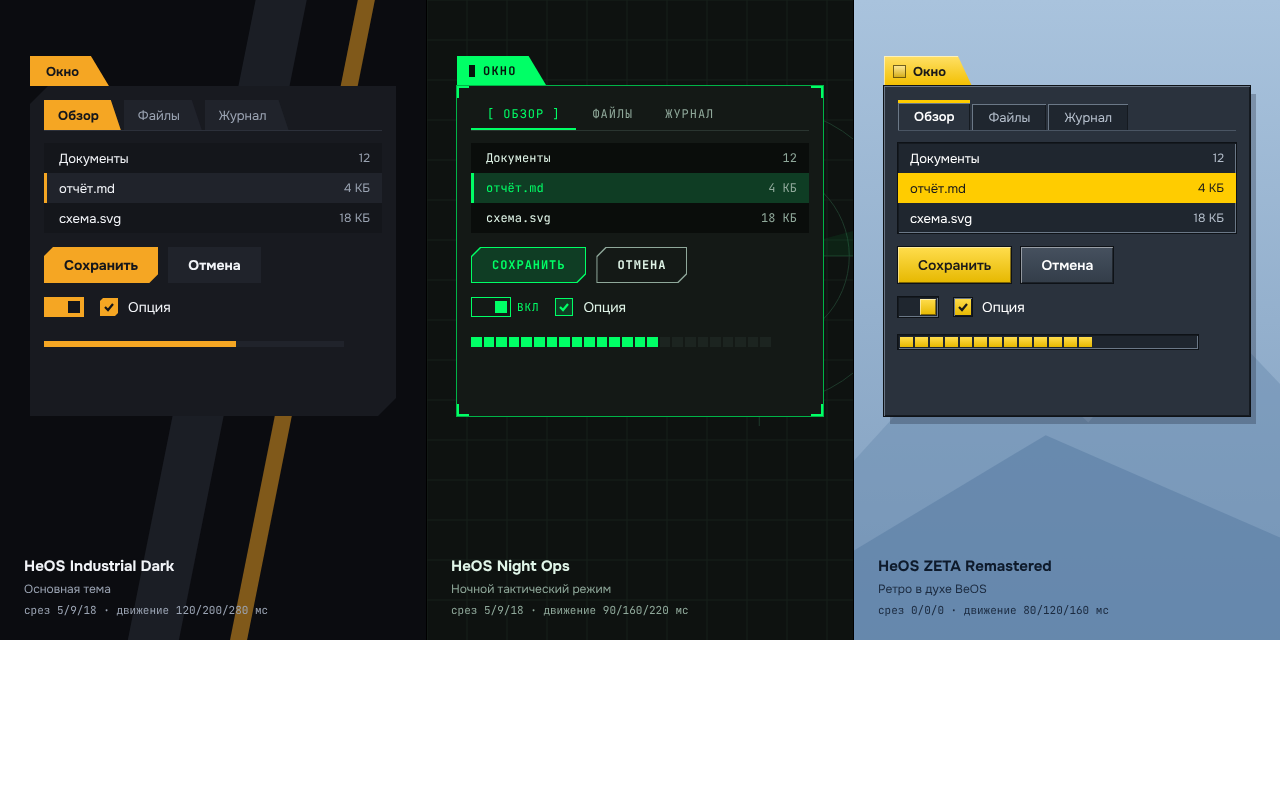 Окно
Обзор Файлы Журнал
Документы 12
отчёт.md 4 КБ
схема.svg 18 КБ
Сохранить Отмена
Опция
HeOS Industrial Dark
Основная тема
срез 5/9/18 · движение 120/200/280 мс
ОКНО
[ ОБЗОР ] ФАЙЛЫ ЖУРНАЛ
Документы 12
отчёт.md 4 КБ
схема.svg 18 КБ
СОХРАНИТЬ ОТМЕНА
ВКЛ Опция
HeOS Night Ops
Ночной тактический режим
срез 5/9/18 · движение 90/160/220 мс
Окно
Обзор Файлы Журнал
Документы 12
отчёт.md 4 КБ
схема.svg 18 КБ
Сохранить Отмена
Опция
HeOS ZETA Remastered
Ретро в духе BeOS
срез 0/0/0 · движение 80/120/160 мс